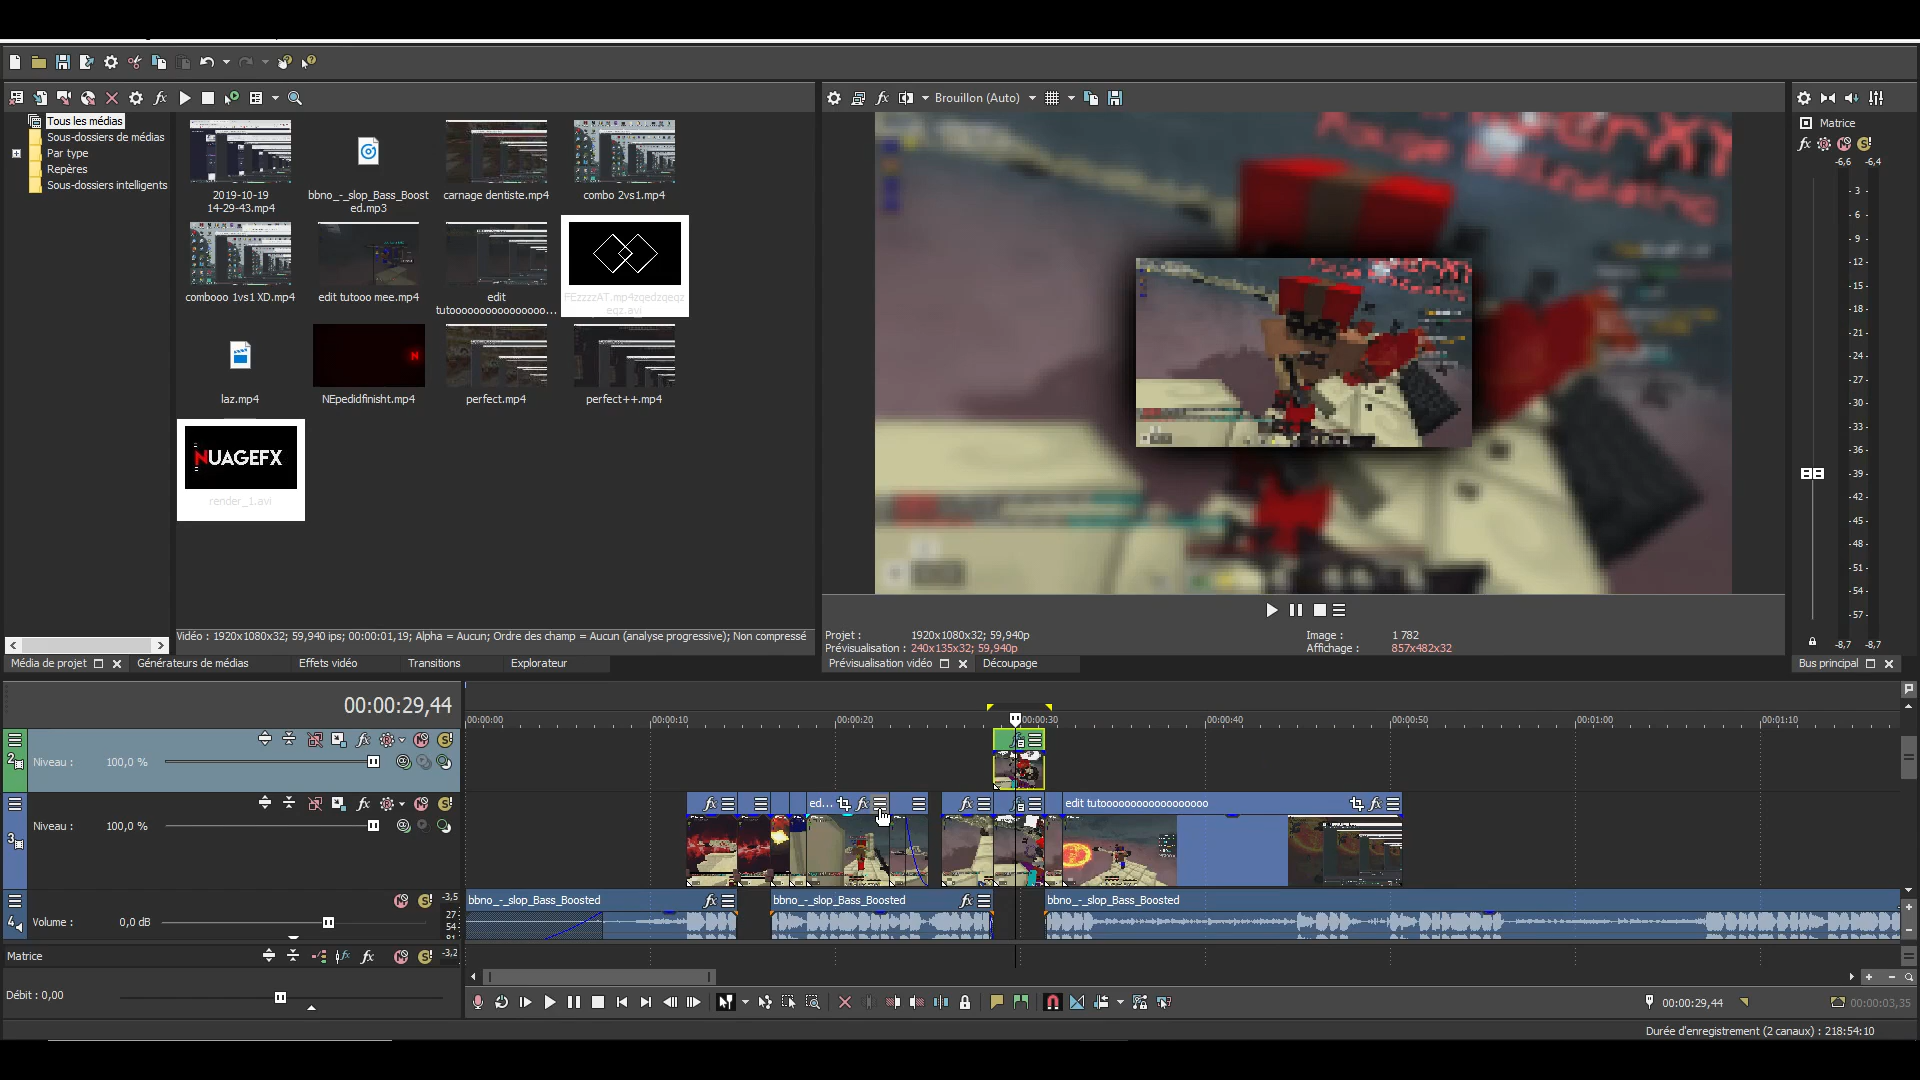 Tous les médias
Sous-dossiers de médias
Par type
Repères
Sous-dossiers intelligents
2019-10-19
14-29-43.mp4
bbno_-_slop_Bass_Boost
ed.mp3
carnage dentiste.mp4
combo 2vs1.mp4
combooo 1vs1 XD.mp4
edit tutooo mee.mp4
edit
tutooooooooooooooo...
FEzzzzAT.mp4zqedzqeqz
eqz.avi
laz.mp4
NEpedidfinisht.mp4
perfect.mp4
perfect++.mp4
NUAGEFX
render_1.avi
Vidéo : 1920x1080x32; 59,940 ips; 00:00:01,19; Alpha = Aucun; Ordre des champ = Aucun (analyse progressive); Non compressé
Média de projet
Générateurs de médias
Effets vidéo
Transitions
Explorateur
Brouillon (Auto)
Projet : 1920x1080x32; 59,940p
Prévisualisation : 240x135x32; 59,940p
Image : 1 782
Affichage : 857x482x32
Prévisualisation vidéo
Découpage
Matrice
-6,6 -6,4
3
6
9
12
15
18
21
24
27
30
33
36
39
42
45
48
51
54
57
-8,7 -8,7
Bus principal
00:00:29,44
00:00:00
00:00:10
00:00:20
00:00:30
00:00:40
00:00:50
00:01:00
00:01:10
2
Niveau : 100,0 %
3
Niveau : 100,0 %
ed...
edit tutoooooooooooooooooo
4
Volume : 0,0 dB
-3,5
27
54
bbno_-_slop_Bass_Boosted
bbno_-_slop_Bass_Boosted
bbno_-_slop_Bass_Boosted
Matrice
-3,2
Débit : 0,00
00:00:29,44
00:00:03,35
Durée d'enregistrement (2 canaux) : 218:54:10